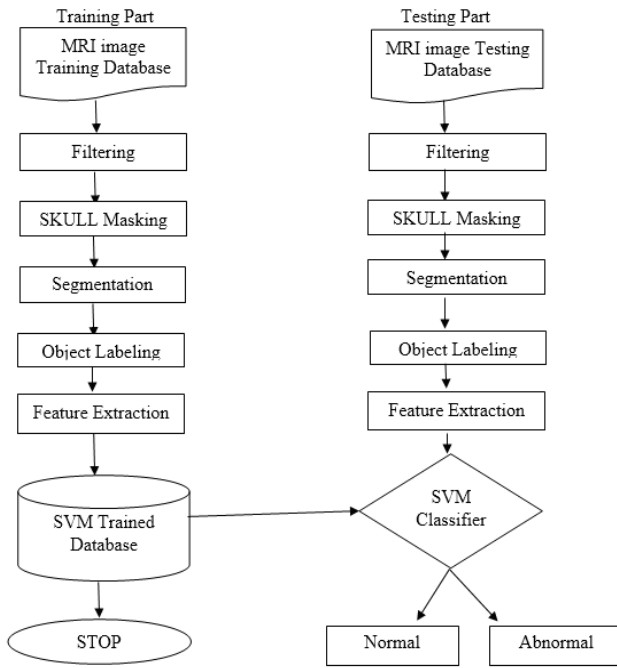 Training Part
MRI image
Training Database
Filtering
SKULL Masking
Segmentation
Object Labeling
Feature Extraction
SVM Trained
Database
STOP
Testing Part
MRI image Testing
Database
Filtering
SKULL Masking
Segmentation
Object Labeling
Feature Extraction
SVM
Classifier
Normal
Abnormal